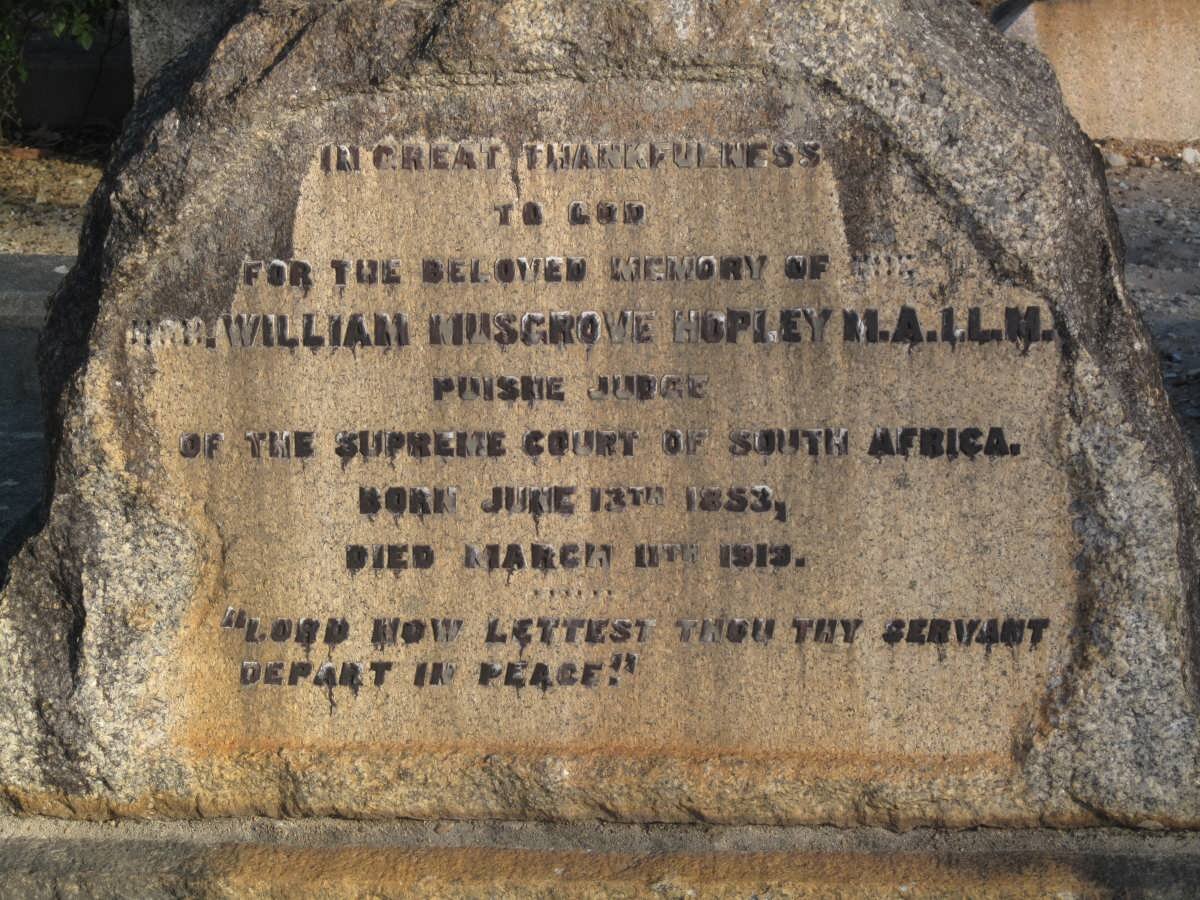 IN GREAT THANKFULNESS
TO GOD
FOR THE BELOVED MEMORY OF THE
HON. WILLIAM MUSGROVE HOPLEY M.A.L.L.M.
PUISNE JUDGE
OF THE SUPREME COURT OF SOUTH AFRICA.
BORN JUNE 13TH 1853,
DIED MARCH 11TH 1919.
"LORD NOW LETTEST THOU THY SERVANT
DEPART IN PEACE."